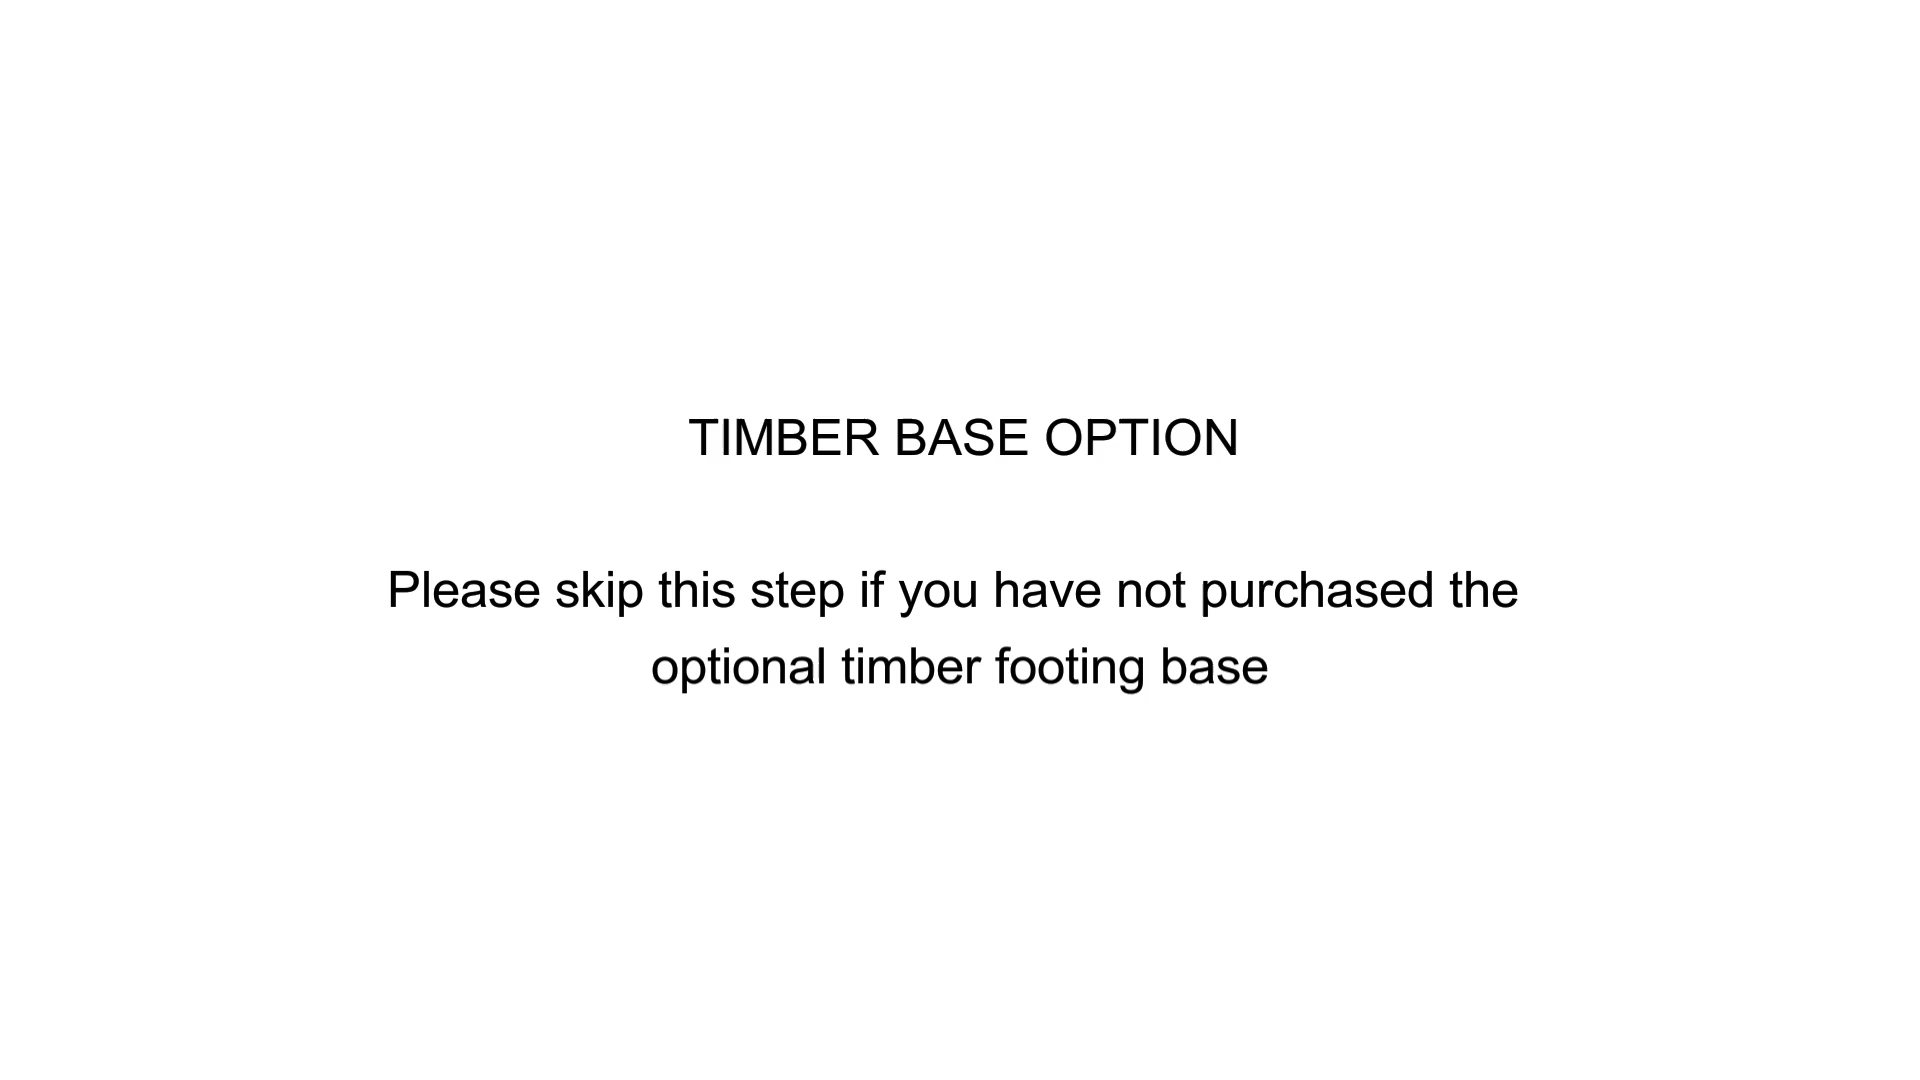 TIMBER BASE OPTION
Please skip this step if you have not purchased the
optional timber footing base